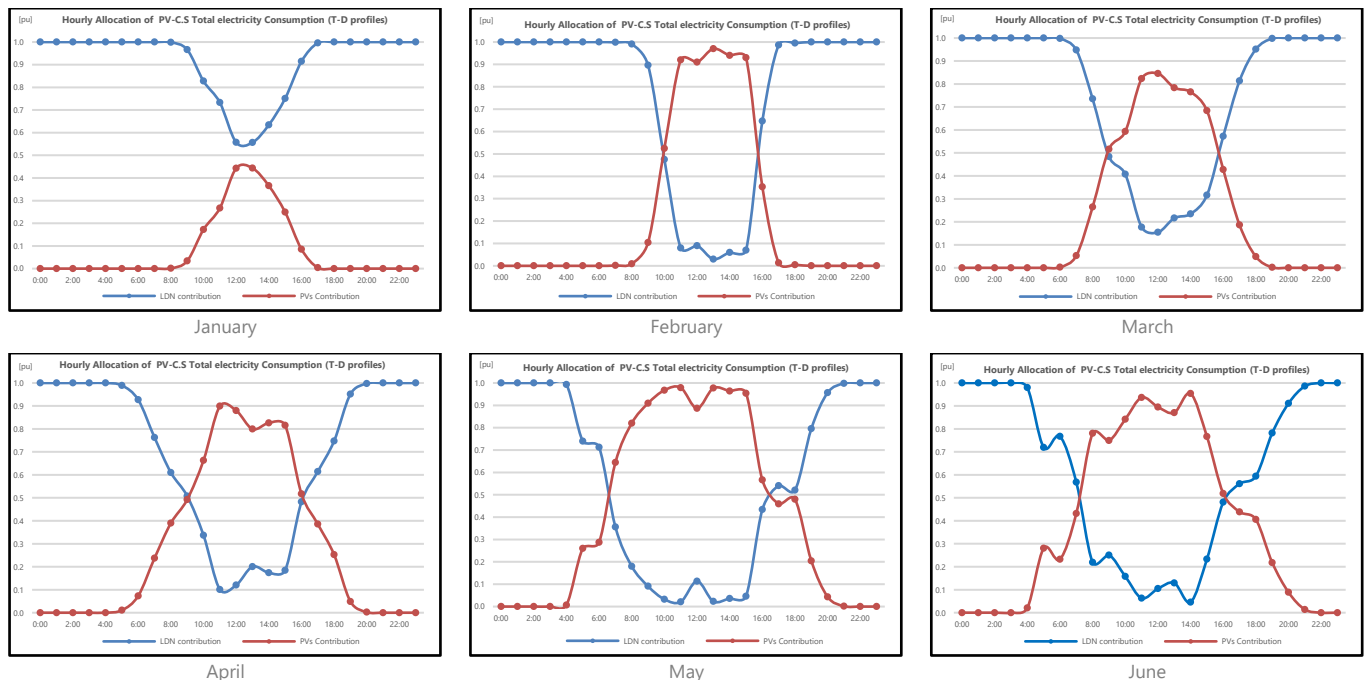 [pu] Hourly Allocation of PV-C.S Total electricity Consumption (T-D profiles)
1.0
0.9
0.8
0.7
0.6
0.5
0.4
0.3
0.2
0.1
0.0
0:00 2:00 4:00 6:00 8:00 10:00 12:00 14:00 16:00 18:00 20:00 22:00
LDN contribution PVs Contribution
January
[pu] Hourly Allocation of PV-C.S Total electricity Consumption (T-D profiles)
1.0
0.9
0.8
0.7
0.6
0.5
0.4
0.3
0.2
0.1
0.0
0:00 2:00 4:00 6:00 8:00 10:00 12:00 14:00 16:00 18:00 20:00 22:00
LDN contribution PVs Contribution
February
[pu] Hourly Allocation of PV-C.S Total electricity Consumption (T-D profiles)
1.0
0.9
0.8
0.7
0.6
0.5
0.4
0.3
0.2
0.1
0.0
0:00 2:00 4:00 6:00 8:00 10:00 12:00 14:00 16:00 18:00 20:00 22:00
LDN contribution PVs Contribution
March
[pu] Hourly Allocation of PV-C.S Total electricity Consumption (T-D profiles)
1.0
0.9
0.8
0.7
0.6
0.5
0.4
0.3
0.2
0.1
0.0
0:00 2:00 4:00 6:00 8:00 10:00 12:00 14:00 16:00 18:00 20:00 22:00
LDN contribution PVs Contribution
April
[pu] Hourly Allocation of PV-C.S Total electricity Consumption (T-D profiles)
1.0
0.9
0.8
0.7
0.6
0.5
0.4
0.3
0.2
0.1
0.0
0:00 2:00 4:00 6:00 8:00 10:00 12:00 14:00 16:00 18:00 20:00 22:00
LDN contribution PVs Contribution
May
[pu] Hourly Allocation of PV-C.S Total electricity Consumption (T-D profiles)
1.0
0.9
0.8
0.7
0.6
0.5
0.4
0.3
0.2
0.1
0.0
0:00 2:00 4:00 6:00 8:00 10:00 12:00 14:00 16:00 18:00 20:00 22:00
LDN contribution PVs Contribution
June